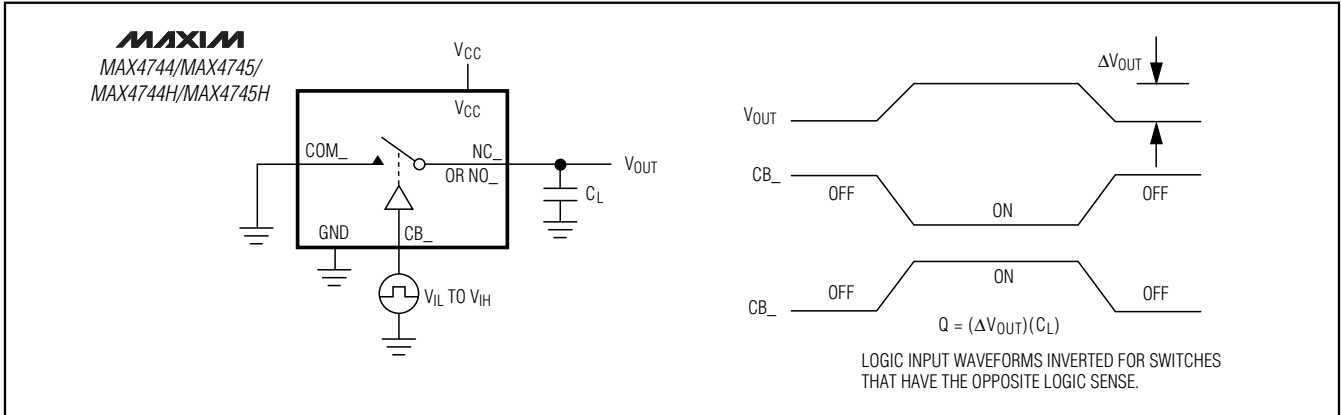 MAXIM
MAX4744/MAX4745/
MAX4744H/MAX4745H
VCC
VCC
COM_
NC_
OR NO_
VOUT
CL
GND
CB_
VIL TO VIH
ΔVOUT
VOUT
CB_
OFF
ON
OFF
CB_
OFF
ON
OFF
Q = (ΔVOUT)(CL)
LOGIC INPUT WAVEFORMS INVERTED FOR SWITCHES
THAT HAVE THE OPPOSITE LOGIC SENSE.